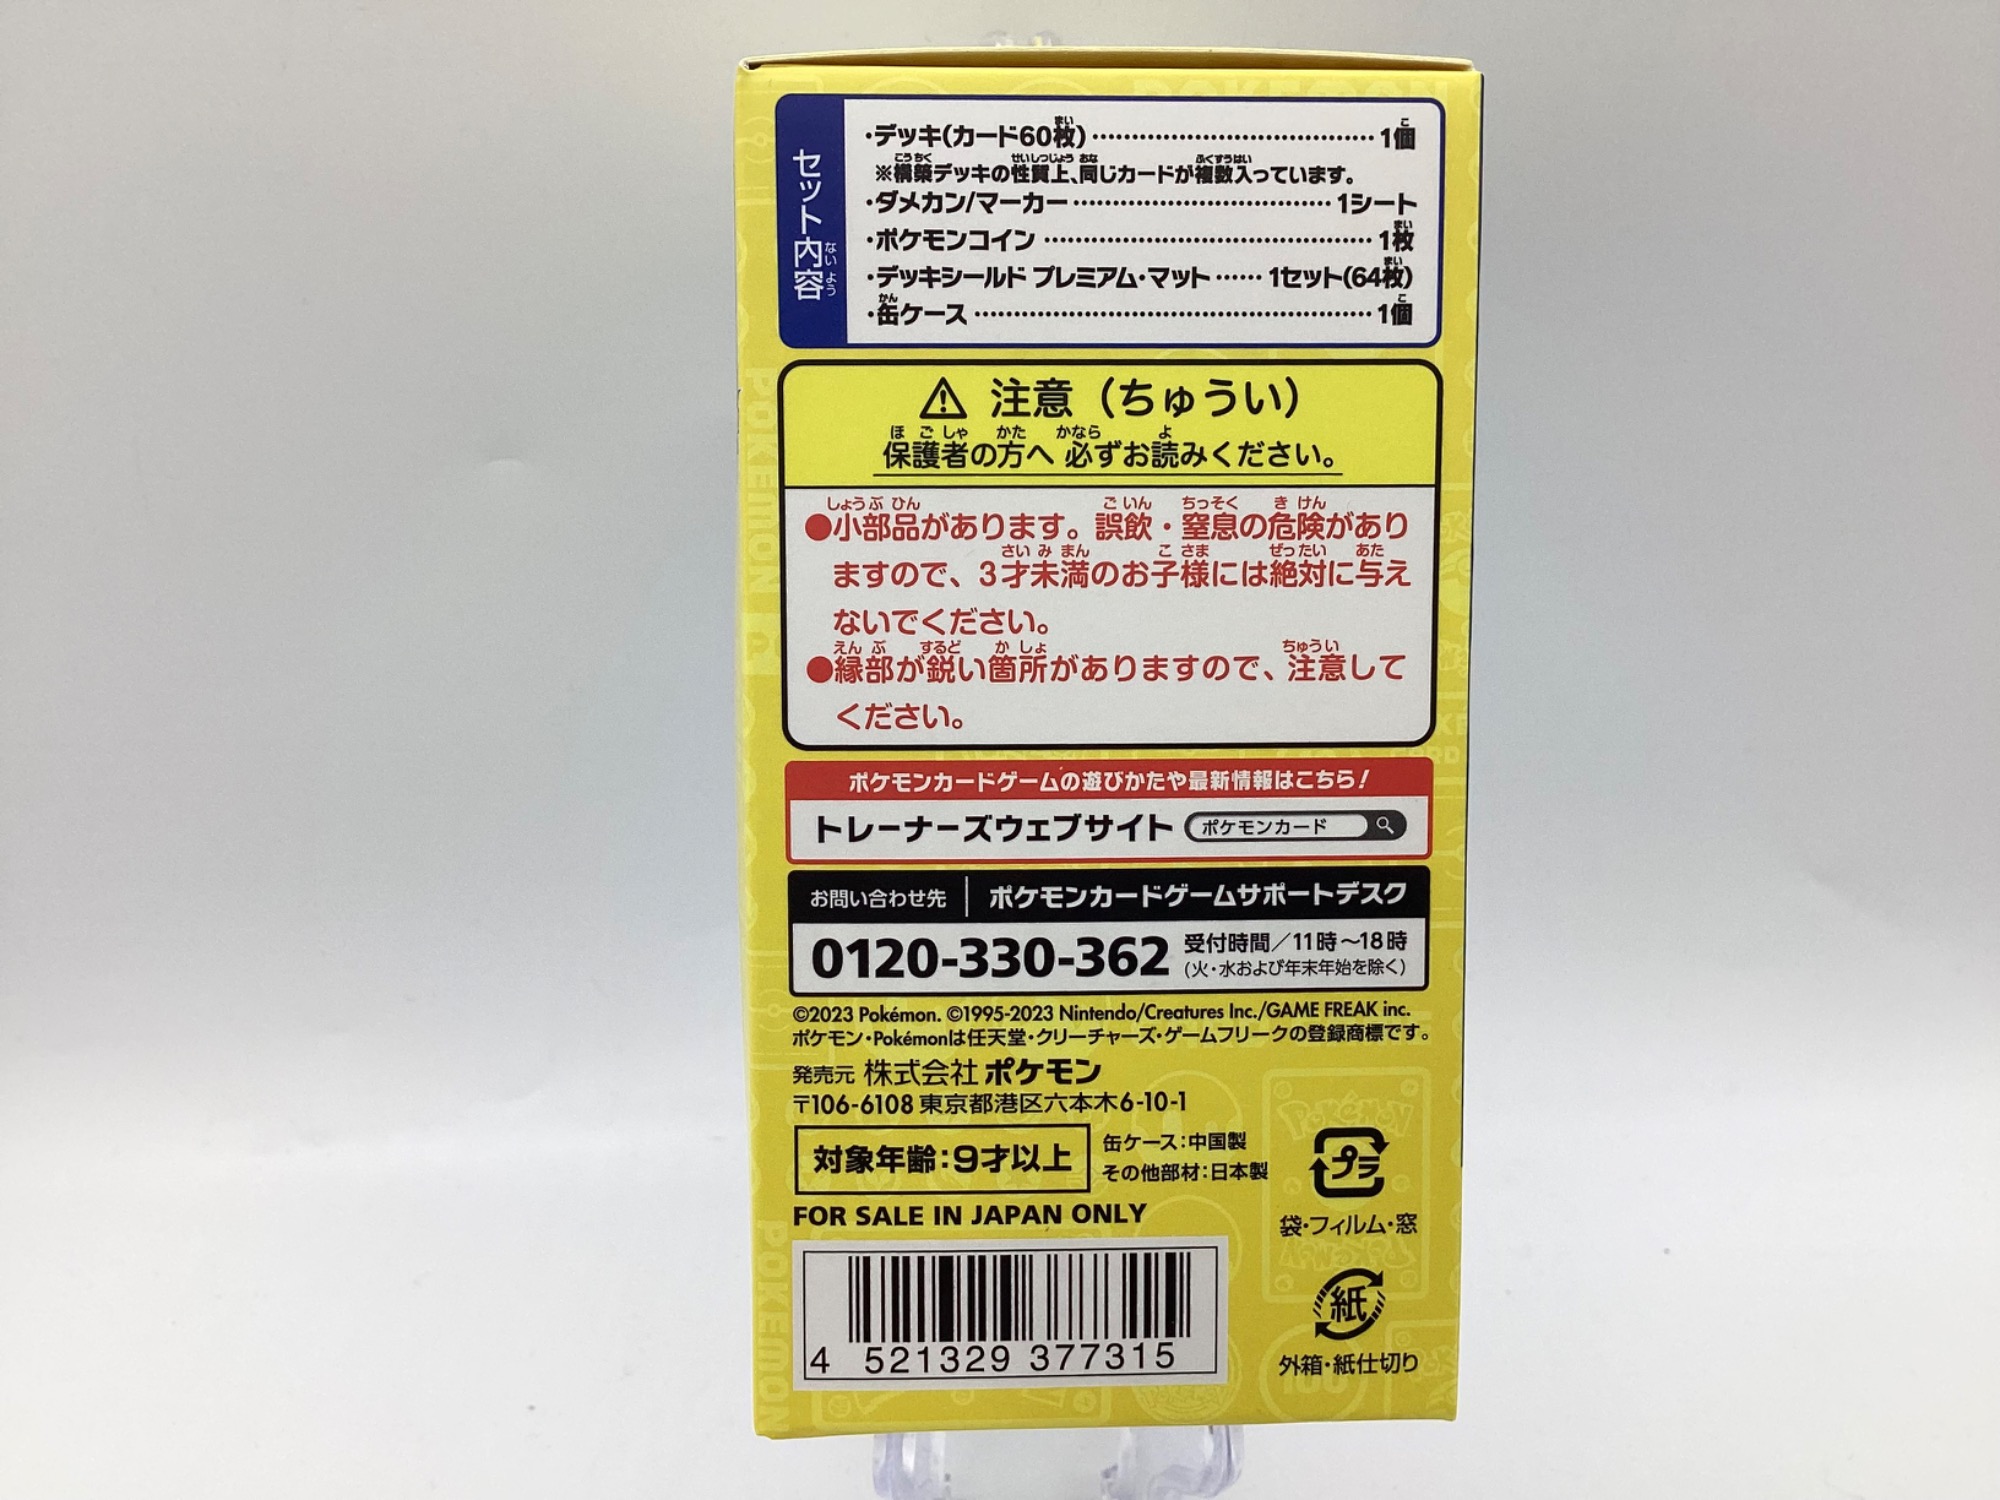 セット内容
・デッキ(カード60枚) 1個
※構築デッキの性質上、同じカードが複数入っています。
・ダメカン/マーカー 1シート
・ポケモンコイン 1枚
・デッキシールド プレミアム・マット 1セット(64枚)
・缶ケース 1個
注意（ちゅうい）
保護者の方へ 必ずお読みください。
●小部品があります。誤飲・窒息の危険があり
ますので、3才未満のお子様には絶対に与え
ないでください。
●縁部が鋭い箇所がありますので、注意して
ください。
ポケモンカードゲームの遊びかたや最新情報はこちら!
トレーナーズウェブサイト ポケモンカード
お問い合わせ先 ポケモンカードゲームサポートデスク
0120-330-362 受付時間／11時～18時
(火・水および年末年始を除く)
©2023 Pokémon. ©1995-2023 Nintendo/Creatures Inc./GAME FREAK inc.
ポケモン・Pokémonは任天堂・クリーチャーズ・ゲームフリークの登録商標です。
発売元 株式会社 ポケモン
〒106-6108 東京都港区六本木6-10-1
対象年齢:9才以上
缶ケース:中国製
その他部材:日本製
プラ
袋・フィルム・窓
FOR SALE IN JAPAN ONLY
紙
外箱・紙仕切り
4 521329 377315